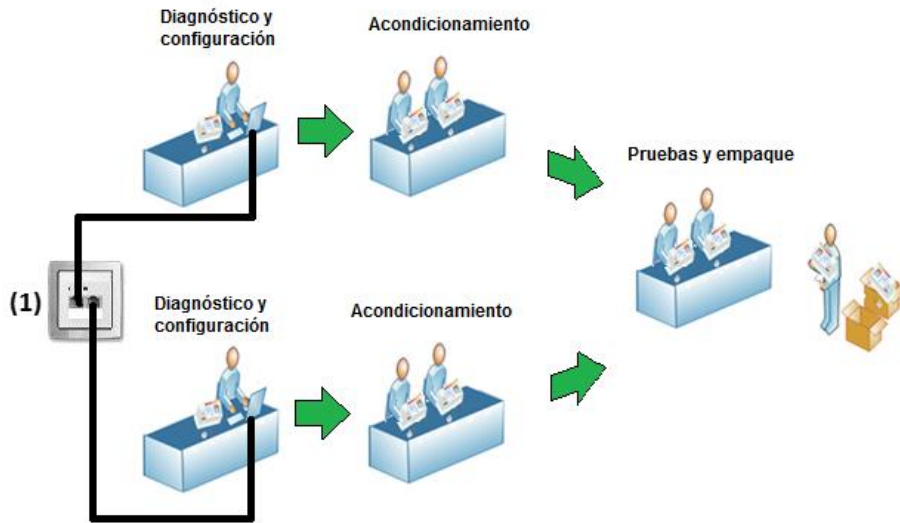 Diagnóstico y
configuración
Acondicionamiento
Pruebas y empaque
(1)
Diagnóstico y
configuración
Acondicionamiento